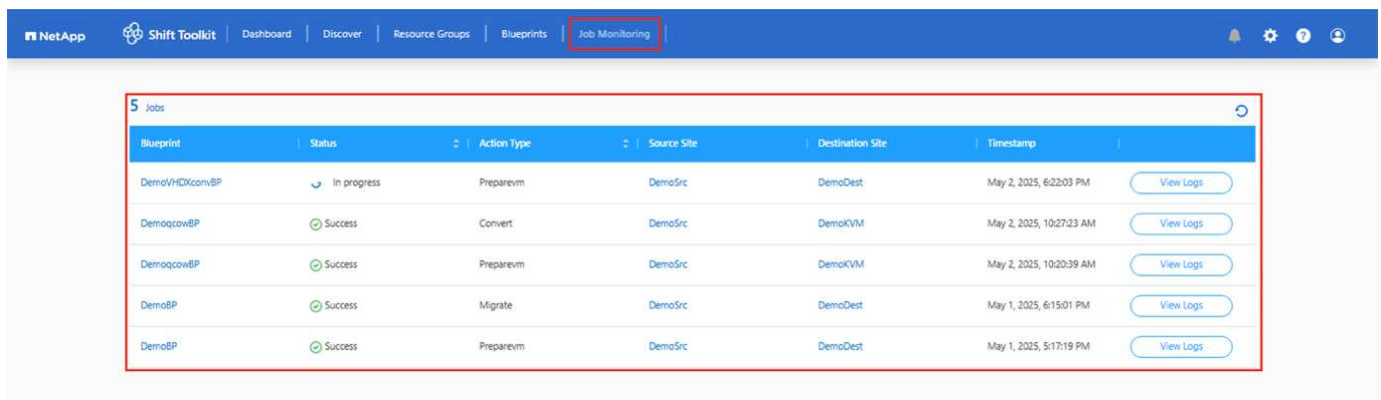 NetApp Shift Toolkit Dashboard Discover Resource Groups Blueprints Job Monitoring
5 Jobs
Blueprint Status Action Type Source Site Destination Site Timestamp
DemoVHDXconvBP In progress Preparevm DemoSrc DemoDest May 2, 2025, 6:22:03 PM View Logs
DemoqcowBP Success Convert DemoSrc DemoKVM May 2, 2025, 10:27:23 AM View Logs
DemoqcowBP Success Preparevm DemoSrc DemoKVM May 2, 2025, 10:20:39 AM View Logs
DemoBP Success Migrate DemoSrc DemoDest May 1, 2025, 6:15:01 PM View Logs
DemoBP Success Preparevm DemoSrc DemoDest May 1, 2025, 5:17:19 PM View Logs